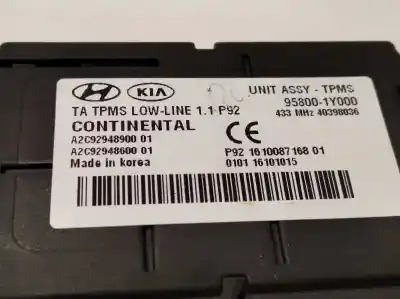 HYUNDAI KIA
UNIT ASSY - TPMS
TA TPMS LOW-LINE 1.1 P92
95800-1Y000
CONTINENTAL
433 MHz 40398036
A2C92948900 01
A2C92948600 01
CE
P92 1610087168 01
Made in korea
0101 16101015